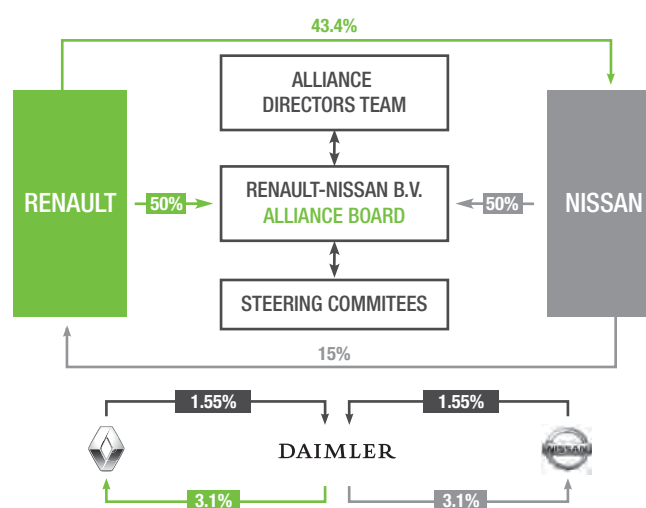 43.4%
ALLIANCE
DIRECTORS TEAM
RENAULT
50%
RENAULT-NISSAN B.V.
ALLIANCE BOARD
50%
NISSAN
STEERING COMMITEES
15%
1.55%
1.55%
DAIMLER
NISSAN
3.1%
3.1%